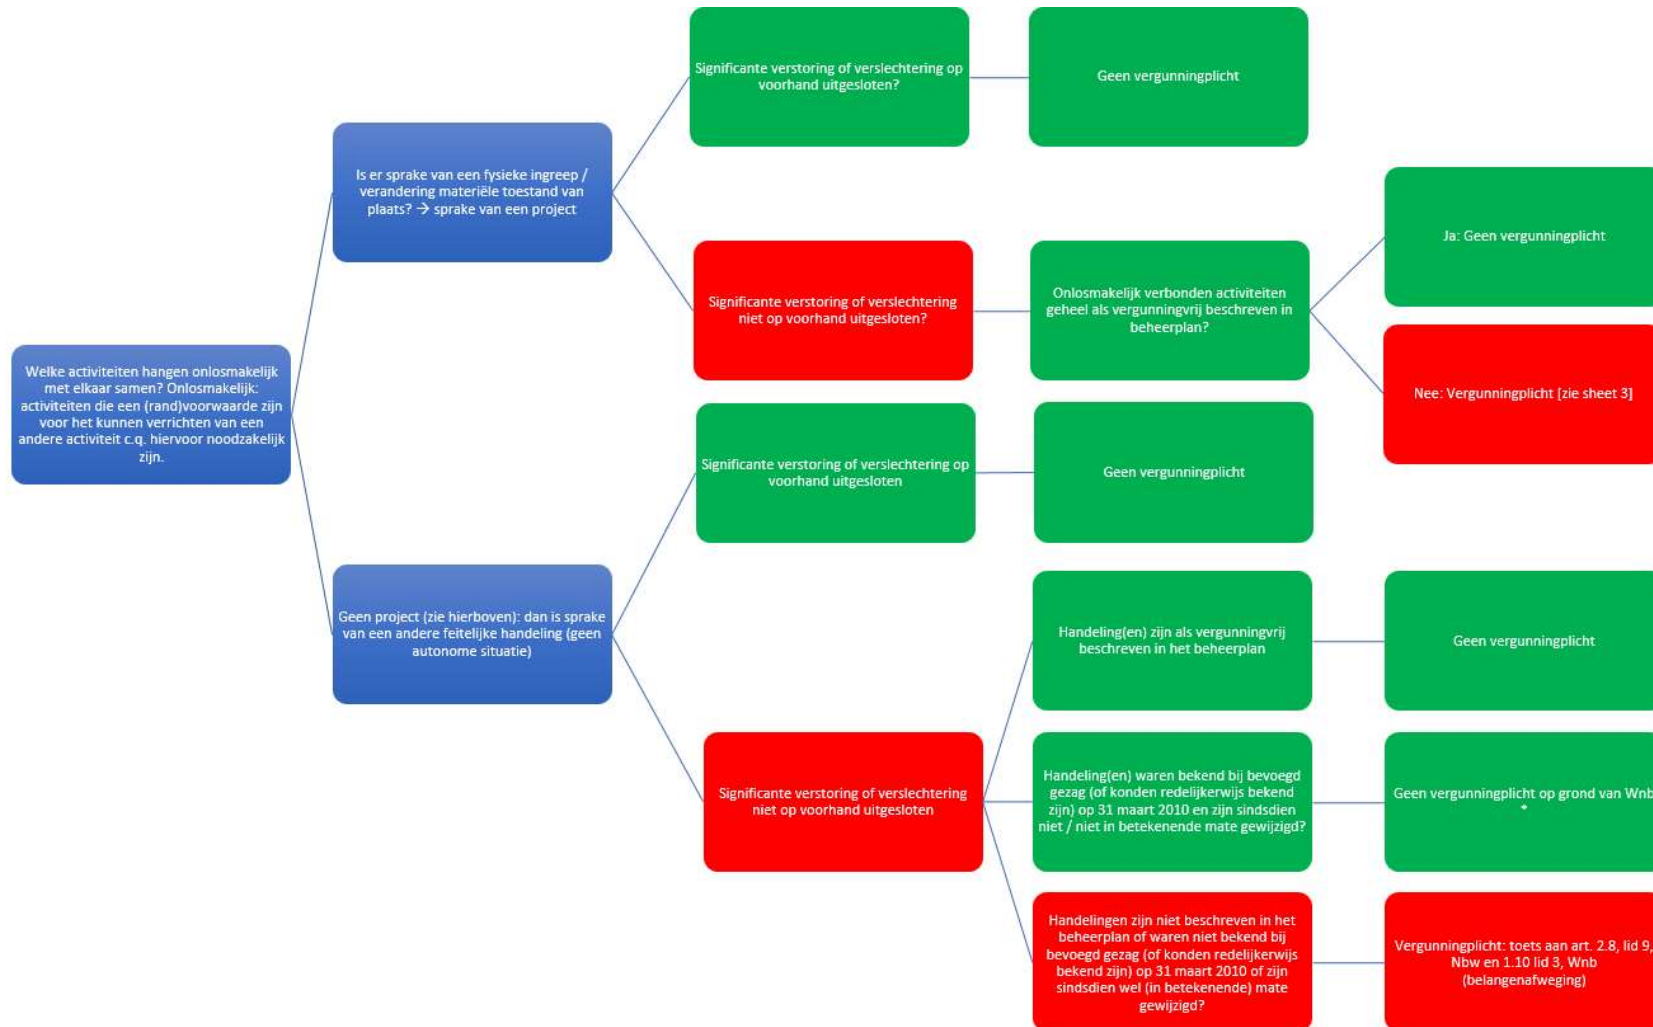 Welke activiteiten hangen onlosmakelijk
met elkaar samen? Onlosmakelijk:
activiteiten die een (rand)voorwaarde zijn
voor het kunnen verrichten van een
andere activiteit c.q. hiervoor noodzakelijk
zijn.
Is er sprake van een fysieke ingreep /
verandering materiële toestand van
plaats? → sprake van een project
Significante verstoring of verslechtering op
voorhand uitgesloten?
Geen vergunningplicht
Significante verstoring of verslechtering
niet op voorhand uitgesloten?
Onlosmakelijk verbonden activiteiten
geheel als vergunningvrij beschreven in
beheerplan?
Ja: Geen vergunningplicht
Nee: Vergunningplicht [zie sheet 3]
Geen project (zie hierboven): dan is sprake
van een andere feitelijke handeling (geen
autonome situatie)
Significante verstoring of verslechtering op
voorhand uitgesloten
Geen vergunningplicht
Significante verstoring of verslechtering
niet op voorhand uitgesloten
Handeling(en) zijn als vergunningvrij
beschreven in het beheerplan
Geen vergunningplicht
Handeling(en) waren bekend bij bevoegd
gezag (of konden redelijkerwijs bekend
zijn) op 31 maart 2010 en zijn sindsdien
niet / niet in betekenende mate gewijzigd?
Geen vergunningplicht op grond van Wnb
*
Handelingen zijn niet beschreven in het
beheerplan of waren niet bekend bij
bevoegd gezag (of konden redelijkerwijs
bekend zijn) op 31 maart 2010 of zijn
sindsdien wel (in betekenende) mate
gewijzigd?
Vergunningplicht: toets aan art. 2.8, lid 9,
Nbw en 1.10 lid 3, Wnb
(belangenafweging)